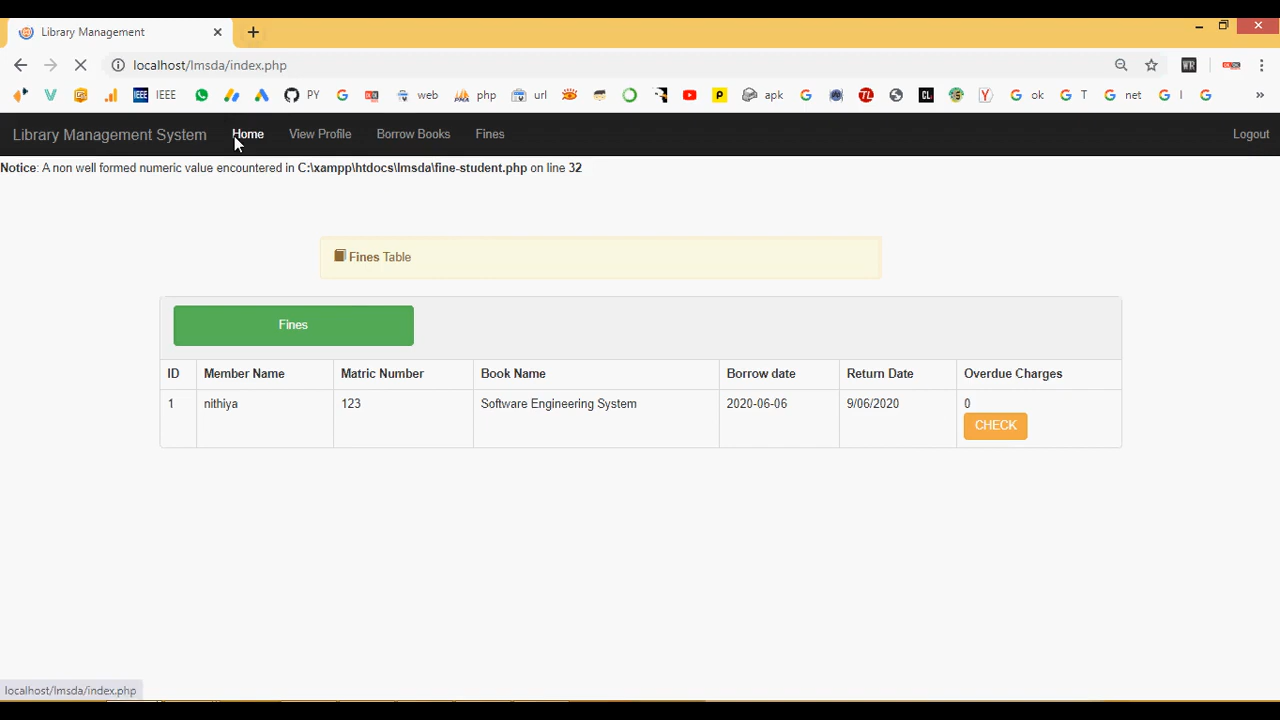 Library Management
localhost/lmsda/index.php
IEEE IEEE PY web php url apk ok T net I
Library Management System Home View Profile Borrow Books Fines Logout
Notice: A non well formed numeric value encountered in C:\xampp\htdocs\lmsda\fine-student.php on line 32
Fines Table
Fines
ID Member Name Matric Number Book Name Borrow date Return Date Overdue Charges
1 nithiya 123 Software Engineering System 2020-06-06 9/06/2020 0
CHECK
localhost/lmsda/index.php